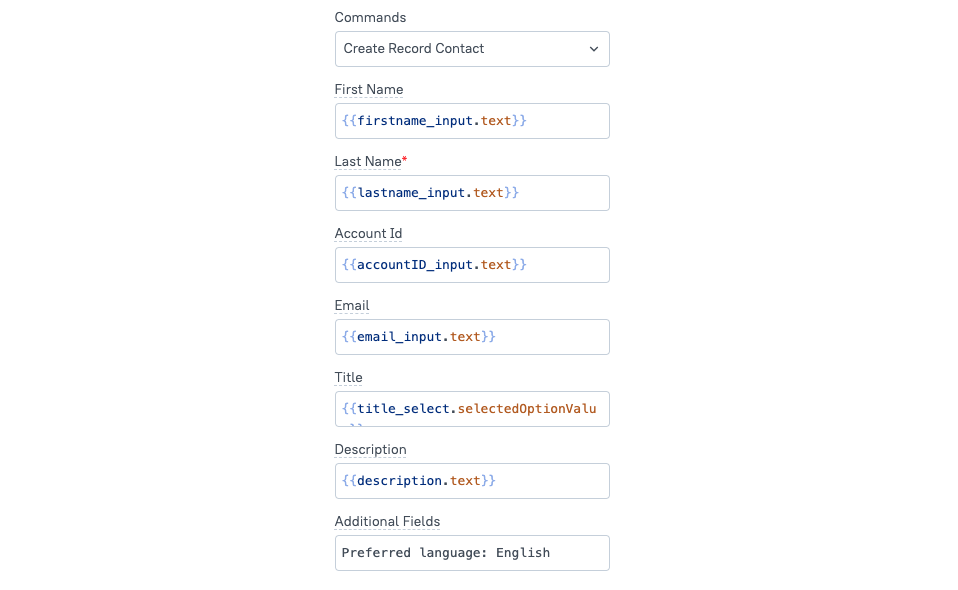 Commands
Create Record Contact
First Name
{{firstname_input.text}}
Last Name*
{{lastname_input.text}}
Account Id
{{accountID_input.text}}
Email
{{email_input.text}}
Title
{{title_select.selectedOptionValu
}}
Description
{{description.text}}
Additional Fields
Preferred language: English